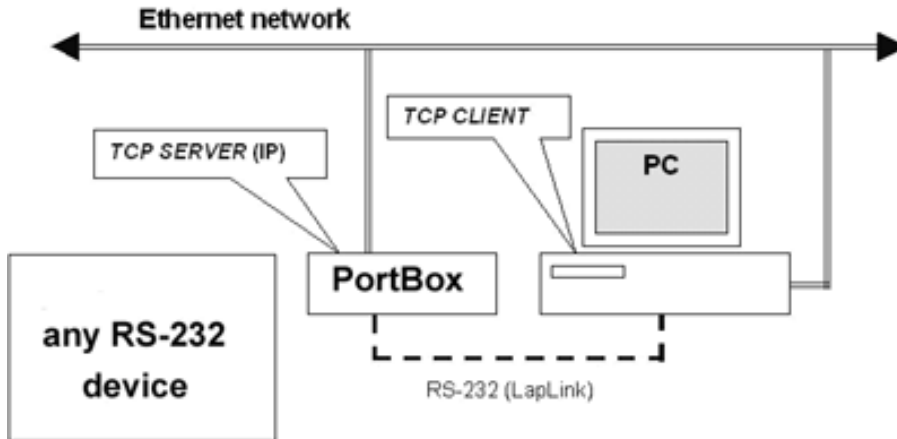 Ethernet network
TCP SERVER (IP)
TCP CLIENT
PC
PortBox
any RS-232
device
RS-232 (LapLink)